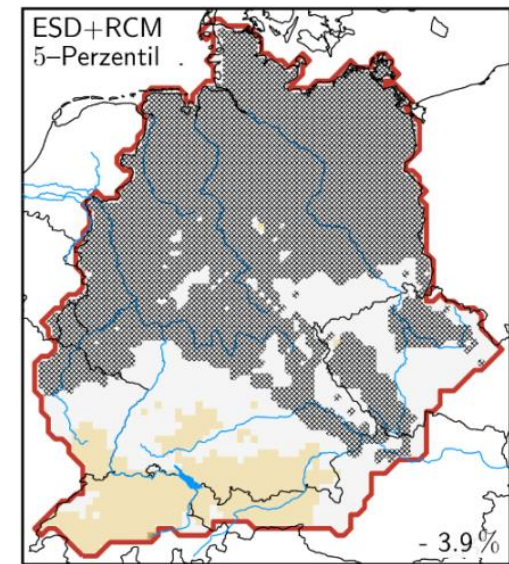 ESD+RCM
5–Perzentil
- 3.9%